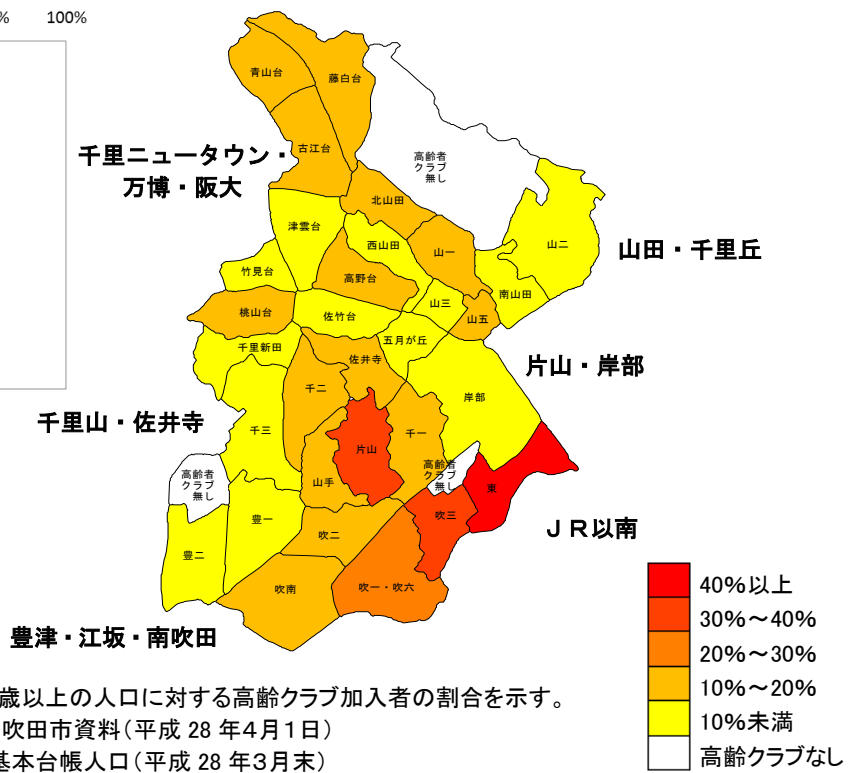 %
100%
青山台
藤白台
古江台
高齢者
クラブ
無し
千里ニュータウン・
万博・阪大
北山田
津雲台
西山田
山一
山二
山田・千里丘
竹見台
高野台
南山田
山三
桃山台
佐竹台
山五
五月が丘
千里新田
佐井寺
片山・岸部
千二
岸部
千里山・佐井寺
千三
千一
片山
高齢者
クラブ
無し
高齢者
クラブ
無し
山手
東
吹三
豊一
吹二
JR以南
豊二
吹南
吹一・吹六
豊津・江坂・南吹田
40%以上
30%～40%
20%～30%
10%～20%
10%未満
高齢クラブなし
歳以上の人口に対する高齢クラブ加入者の割合を示す。
吹田市資料(平成 28 年4月1日)
基本台帳人口(平成 28 年3月末)